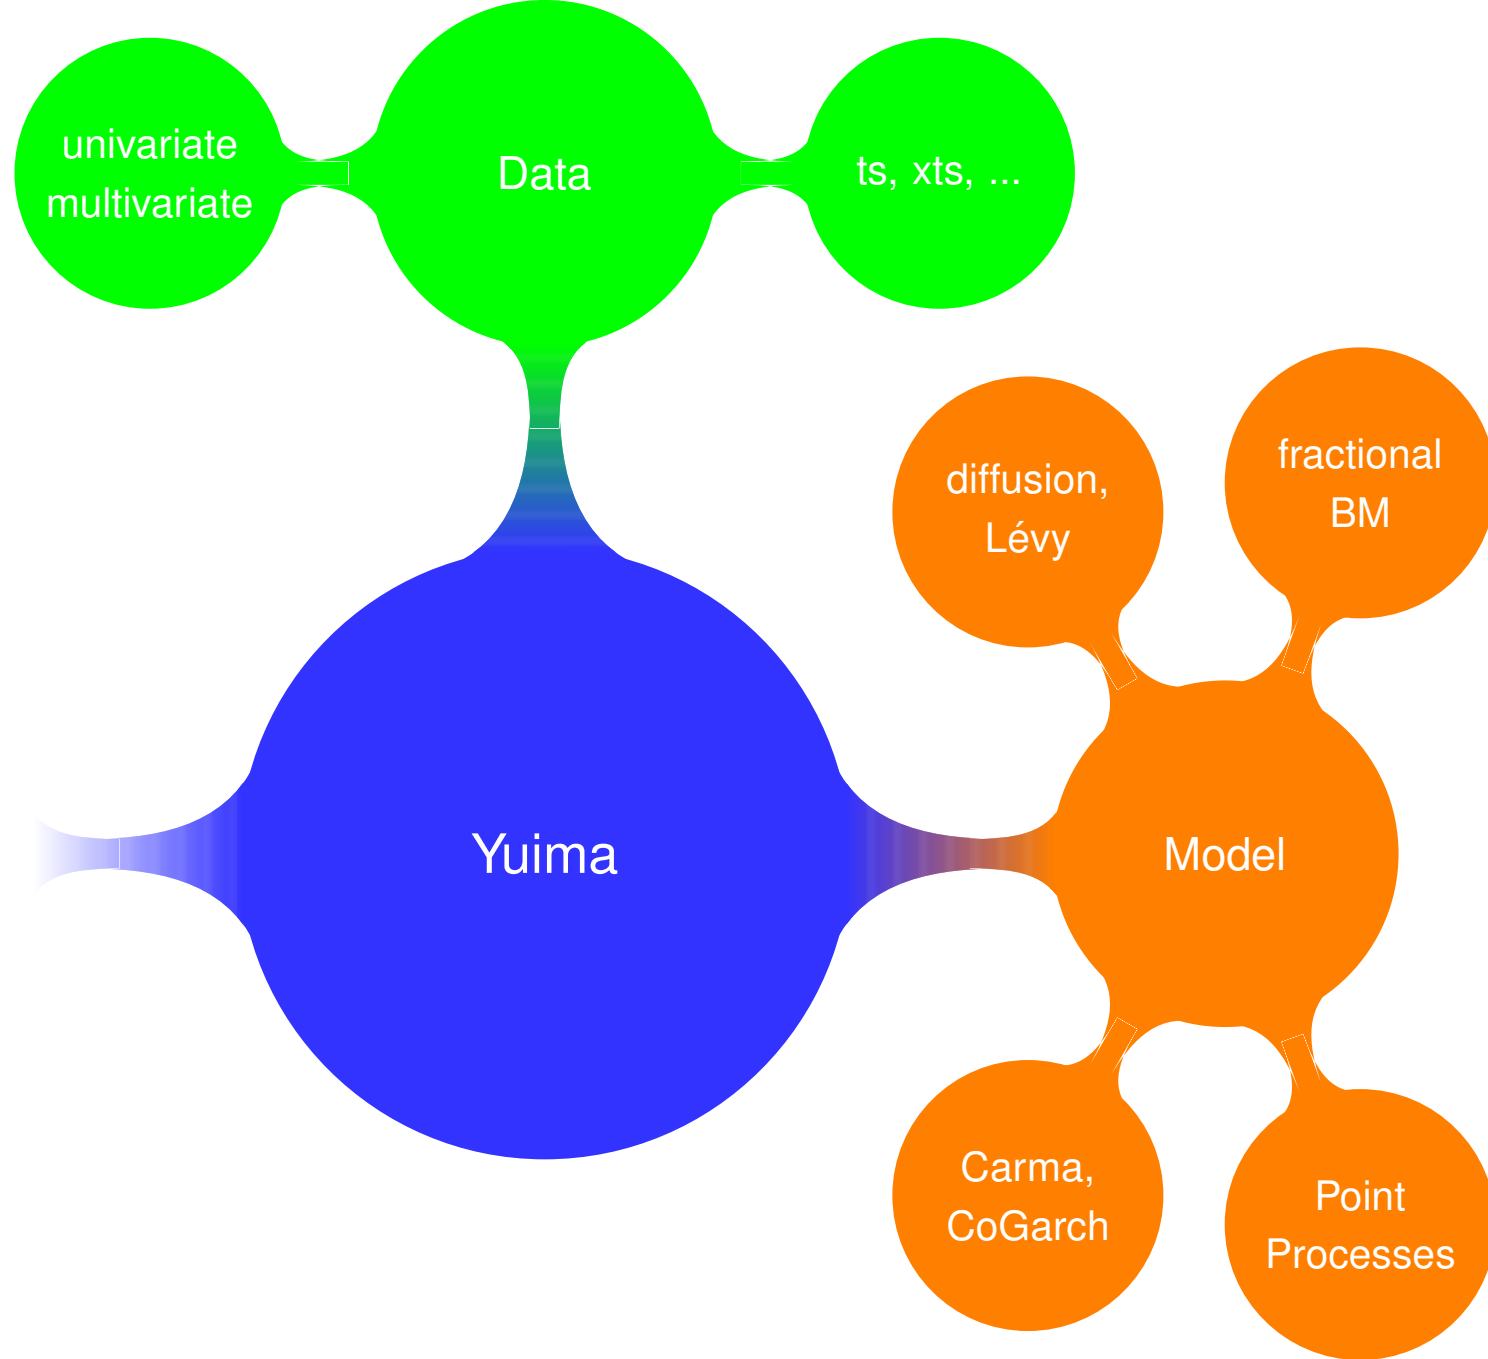 univariate
multivariate
Data
ts, xts, ...
diffusion,
Lévy
fractional
BM
Yuima
Model
Carma,
CoGarch
Point
Processes